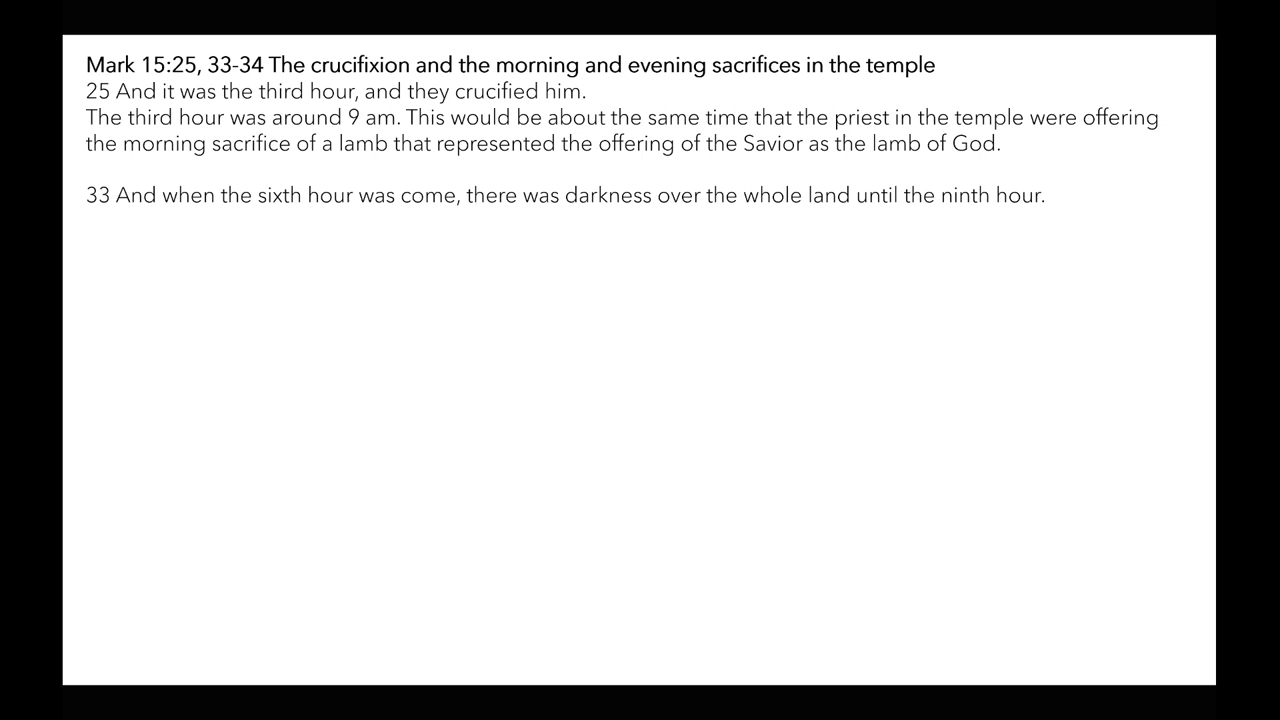 Mark 15:25, 33-34 The crucifixion and the morning and evening sacrifices in the temple
25 And it was the third hour, and they crucified him.
The third hour was around 9 am. This would be about the same time that the priest in the temple were offering
the morning sacrifice of a lamb that represented the offering of the Savior as the lamb of God.
33 And when the sixth hour was come, there was darkness over the whole land until the ninth hour.